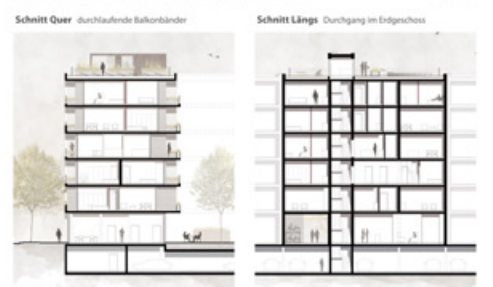 Schnitt Quer durchlaufende Balkonbänder
Schnitt Längs Durchgang im Erdgeschoss